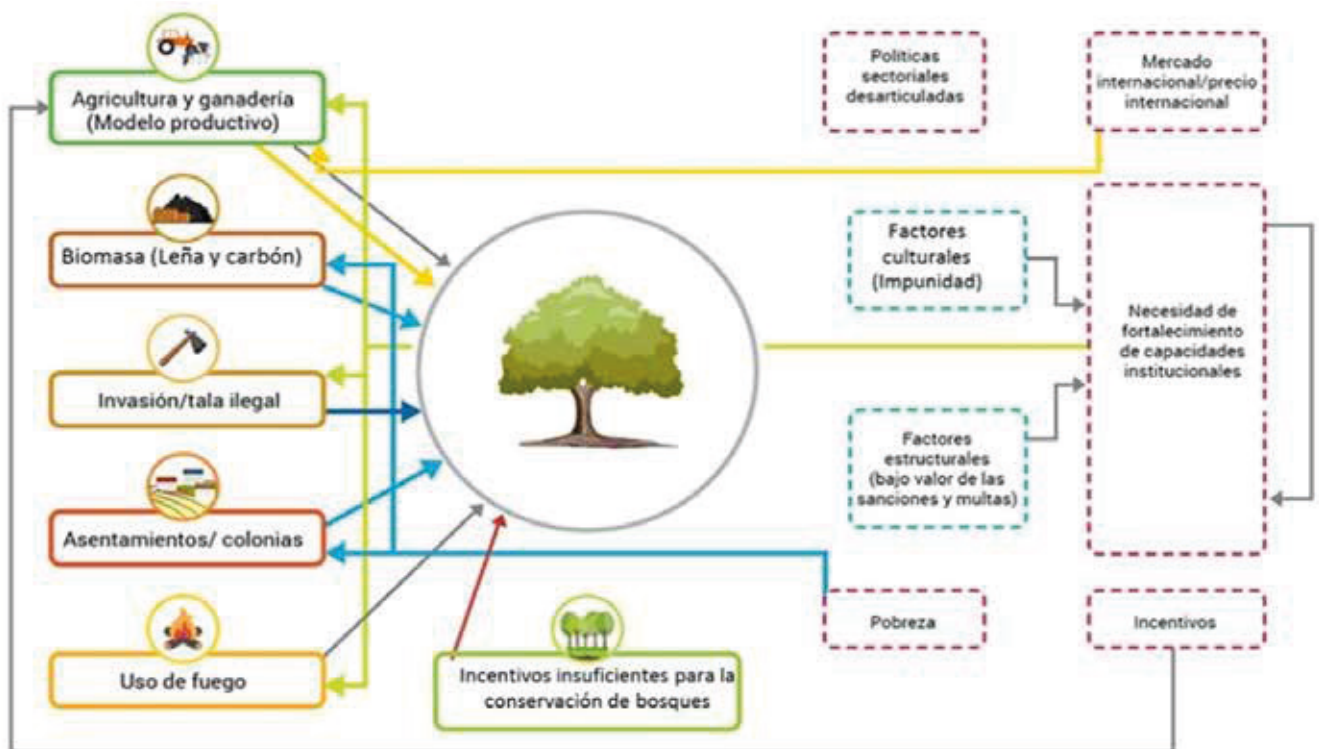 Agricultura y ganadería
(Modelo productivo)
Biomasa (Leña y carbón)
Invasión/tala ilegal
Asentamientos/ colonias
Uso de fuego
Incentivos insuficientes para la
conservación de bosques
Políticas
sectoriales
desarticuladas
Mercado
internacional/precio
internacional
Factores
culturales
(Impunidad)
Factores
estructurales
(bajo valor de las
sanciones y multas)
Necesidad de
fortalecimiento
de capacidades
institucionales
Pobreza
Incentivos